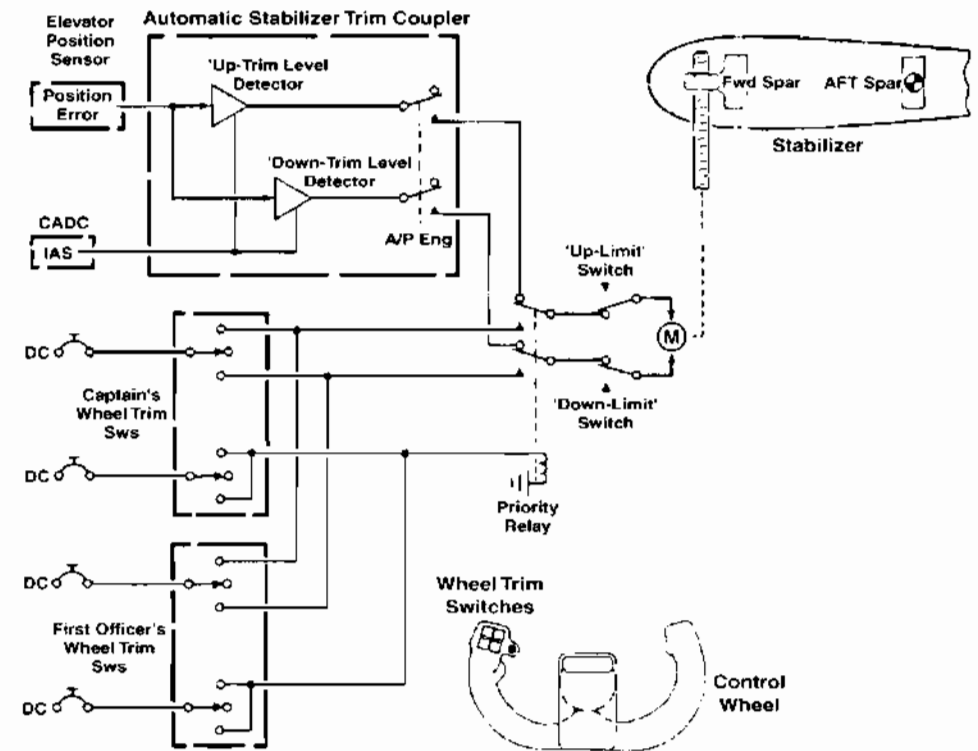 Elevator
Position
Sensor
Automatic Stabilizer Trim Coupler
Position
Error
'Up-Trim Level
Detector
'Down-Trim Level
Detector
CADC
IAS
A/P Eng
Fwd Spar
AFT Spar
Stabilizer
'Up-Limit'
Switch
M
'Down-Limit'
Switch
DC
Captain's
Wheel Trim
Sws
DC
Priority
Relay
DC
First Officer's
Wheel Trim
Sws
DC
Wheel Trim
Switches
Control
Wheel